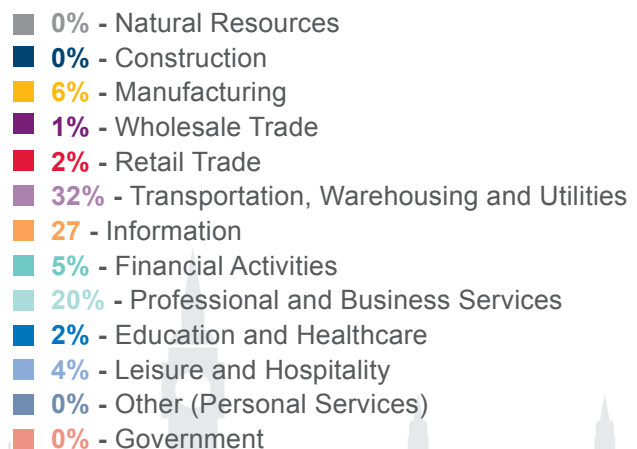 0% - Natural Resources
0% - Construction
6% - Manufacturing
1% - Wholesale Trade
2% - Retail Trade
32% - Transportation, Warehousing and Utilities
27 - Information
5% - Financial Activities
20% - Professional and Business Services
2% - Education and Healthcare
4% - Leisure and Hospitality
0% - Other (Personal Services)
0% - Government